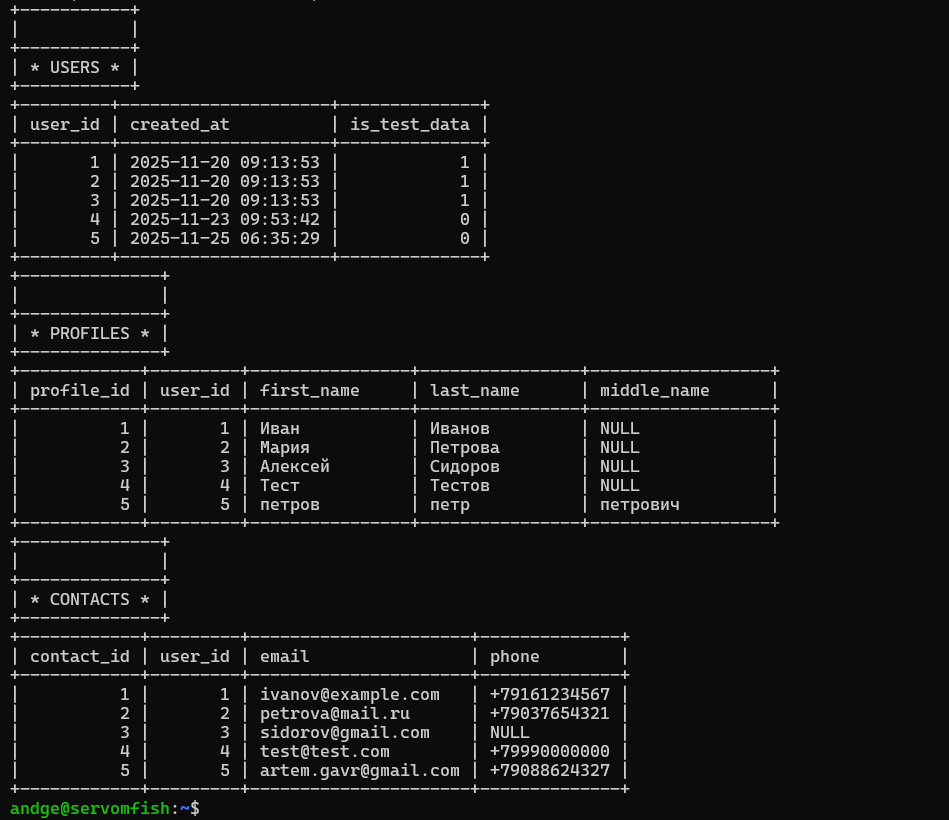 +-----------+
|           |
+-----------+
| * USERS * |
+-----------+
+---------+---------------------+--------------+
| user_id | created_at          | is_test_data |
+---------+---------------------+--------------+
|       1 | 2025-11-20 09:13:53 |            1 |
|       2 | 2025-11-20 09:13:53 |            1 |
|       3 | 2025-11-20 09:13:53 |            1 |
|       4 | 2025-11-23 09:53:42 |            0 |
|       5 | 2025-11-25 06:35:29 |            0 |
+---------+---------------------+--------------+
+--------------+
|              |
+--------------+
| * PROFILES * |
+--------------+
+------------+---------+----------------+----------------+------------------+
| profile_id | user_id | first_name     | last_name      | middle_name      |
+------------+---------+----------------+----------------+------------------+
|          1 |       1 | Иван           | Иванов         | NULL             |
|          2 |       2 | Мария          | Петрова        | NULL             |
|          3 |       3 | Алексей        | Сидоров        | NULL             |
|          4 |       4 | Тест           | Тестов         | NULL             |
|          5 |       5 | петров         | петр           | петрович         |
+------------+---------+----------------+----------------+------------------+
+--------------+
|              |
+--------------+
| * CONTACTS * |
+--------------+
+------------+---------+----------------------+--------------+
| contact_id | user_id | email                | phone        |
+------------+---------+----------------------+--------------+
|          1 |       1 | ivanov@example.com   | +79161234567 |
|          2 |       2 | petrova@mail.ru      | +79037654321 |
|          3 |       3 | sidorov@gmail.com    | NULL         |
|          4 |       4 | test@test.com        | +79990000000 |
|          5 |       5 | artem.gavr@gmail.com | +79088624327 |
+------------+---------+----------------------+--------------+
andge@servomfish:~$